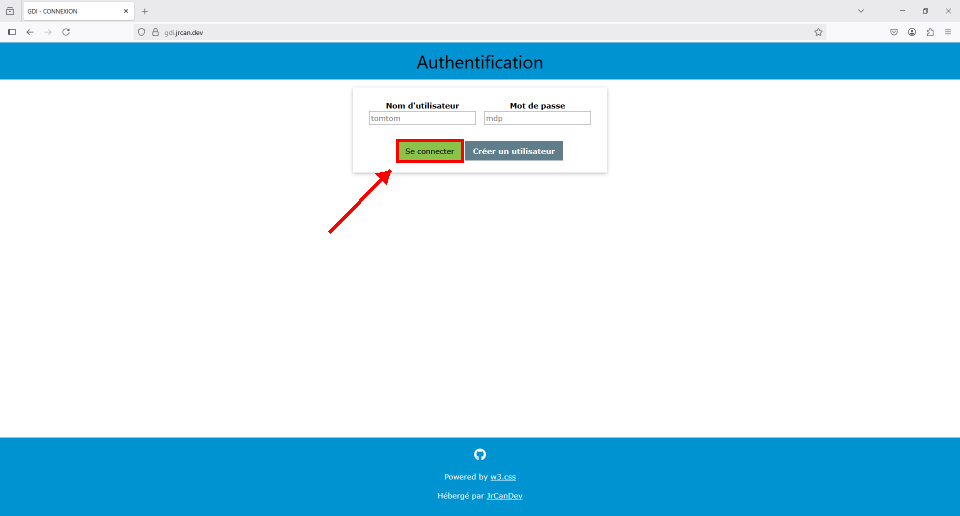 GDI - CONNEXION
gdi.jrcan.dev
Authentification
Nom d'utilisateur Mot de passe
tomtom mdp
Se connecter Créer un utilisateur
Powered by w3.css
Hébergé par JrCanDev